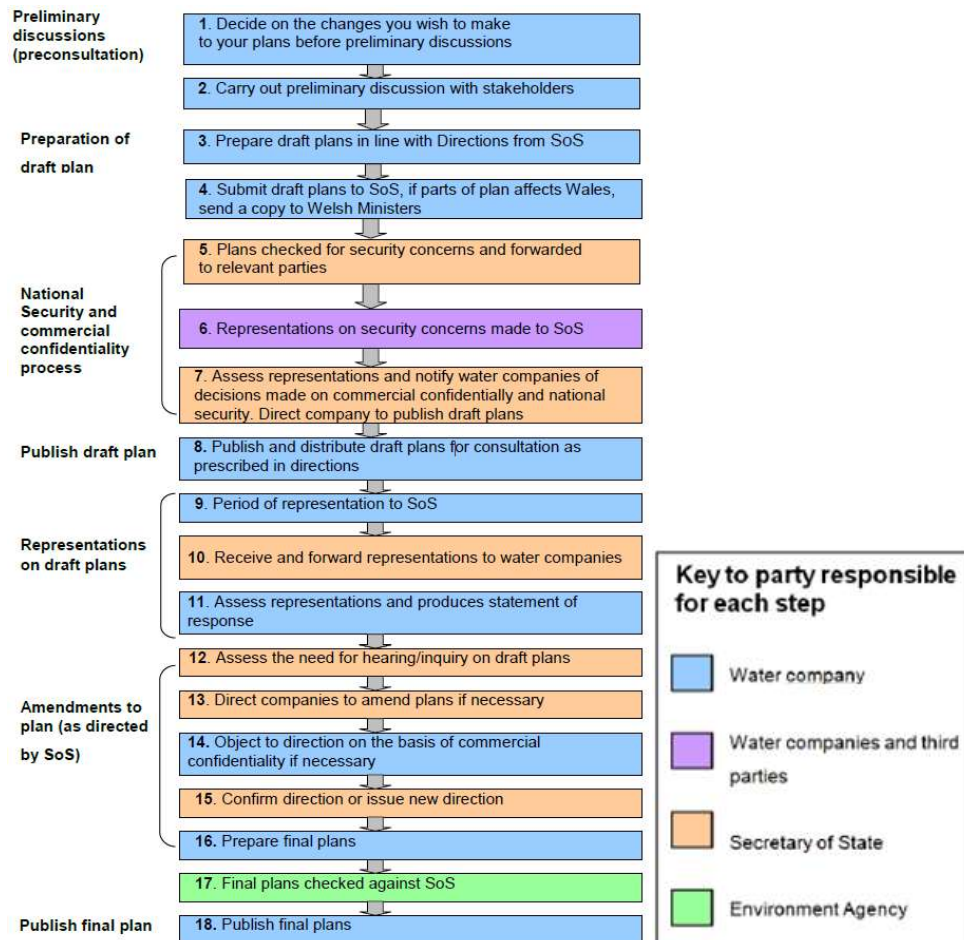 Preliminary
discussions
(preconsultation)
1. Decide on the changes you wish to make
to your plans before preliminary discussions
2. Carry out preliminary discussion with stakeholders
Preparation of
draft plan
3. Prepare draft plans in line with Directions from SoS
4. Submit draft plans to SoS, if parts of plan affects Wales,
send a copy to Welsh Ministers
National
Security and
commercial
confidentiality
process
5. Plans checked for security concerns and forwarded
to relevant parties
6. Representations on security concerns made to SoS
7. Assess representations and notify water companies of
decisions made on commercial confidentially and national
security. Direct company to publish draft plans
Publish draft plan
8. Publish and distribute draft plans for consultation as
prescribed in directions
Representations
on draft plans
9. Period of representation to SoS
10. Receive and forward representations to water companies
11. Assess representations and produces statement of
response
Amendments to
plan (as directed
by SoS)
12. Assess the need for hearing/inquiry on draft plans
13. Direct companies to amend plans if necessary
14. Object to direction on the basis of commercial
confidentiality if necessary
15. Confirm direction or issue new direction
16. Prepare final plans
17. Final plans checked against SoS
Publish final plan
18. Publish final plans
Key to party responsible
for each step
Water company
Water companies and third
parties
Secretary of State
Environment Agency